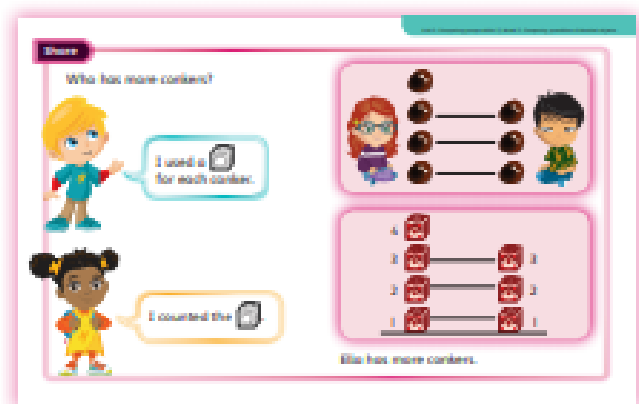 Share
Who has more conkers?
I used a
for each conker.
I counted the
4
3 3
2 2
1 1
Ella has more conkers.